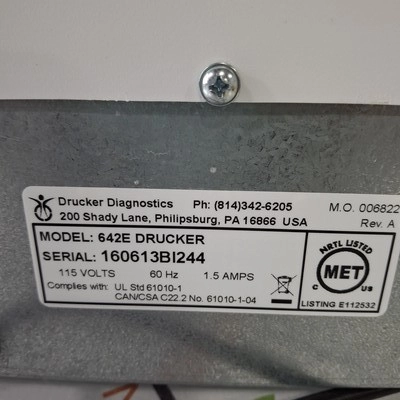 Drucker Diagnostics Ph: (814)342-6205 M.O. 006822
200 Shady Lane, Philipsburg, PA 16866 USA Rev. A
MODEL: 642E DRUCKER
SERIAL: 160613BI244
115 VOLTS 60 Hz 1.5 AMPS
Complies with: UL Std 61010-1
CAN/CSA C22.2 No. 61010-1-04
NRTL LISTED
MET
C US
LISTING E112532